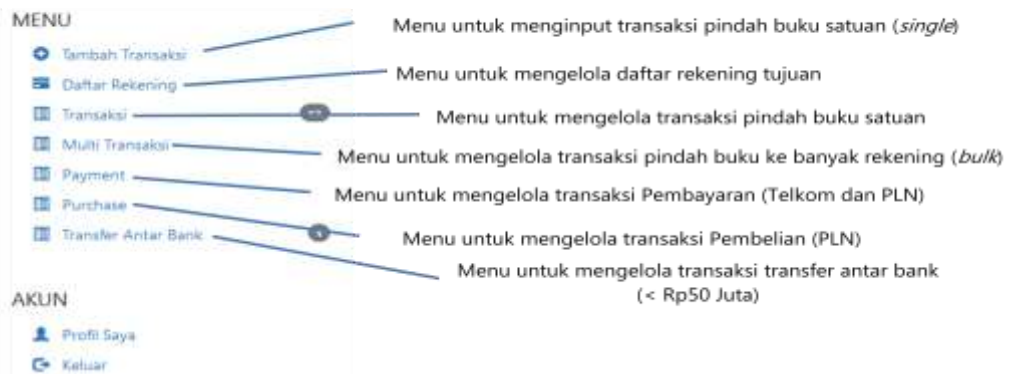 MENU
Tambah Transaksi
Daftar Rekening
Transaksi
Multi Transaksi
Payment
Purchase
Transfer Antar Bank
AKUN
Profil Saya
Keluar
Menu untuk menginput transaksi pindah buku satuan (single)
Menu untuk mengelola daftar rekening tujuan
Menu untuk mengelola transaksi pindah buku satuan
Menu untuk mengelola transaksi pindah buku ke banyak rekening (bulk)
Menu untuk mengelola transaksi Pembayaran (Telkom dan PLN)
Menu untuk mengelola transaksi Pembelian (PLN)
Menu untuk mengelola transaksi transfer antar bank
(< Rp50 Juta)